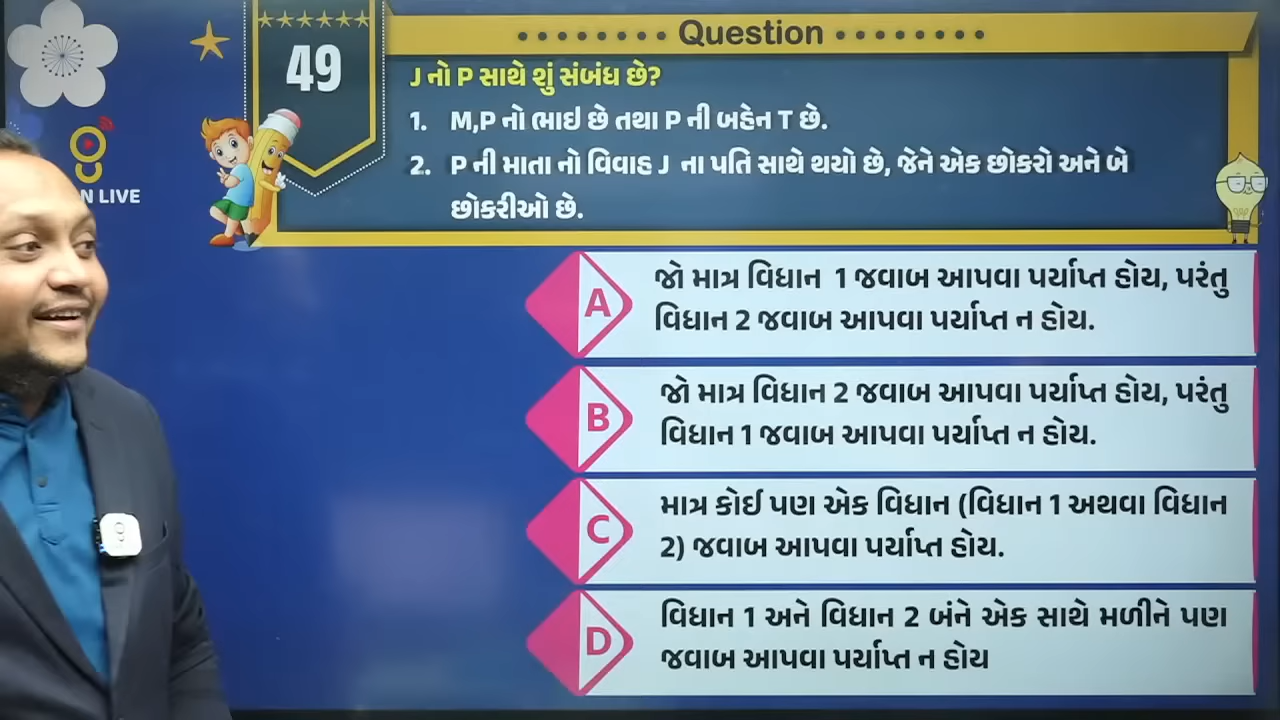 49
Question
J નો P સાથે શું સંબંધ છે?
1. M,P નો ભાઈ છે તથા P ની બહેન T છે.
2. P ની માતા નો વિવાહ J ના પતિ સાથે થયો છે, જેને એક છોકરો અને બે
છોકરીઓ છે.
N LIVE
A
જો માત્ર વિધાન 1 જવાબ આપવા પર્યાપ્ત હોય, પરંતુ
વિધાન 2 જવાબ આપવા પર્યાપ્ત ન હોય.
B
જો માત્ર વિધાન 2 જવાબ આપવા પર્યાપ્ત હોય, પરંતુ
વિધાન 1 જવાબ આપવા પર્યાપ્ત ન હોય.
C
માત્ર કોઈ પણ એક વિધાન (વિધાન 1 અથવા વિધાન
2) જવાબ આપવા પર્યાપ્ત હોય.
D
વિધાન 1 અને વિધાન 2 બંને એક સાથે મળીને પણ
જવાબ આપવા પર્યાપ્ત ન હોય